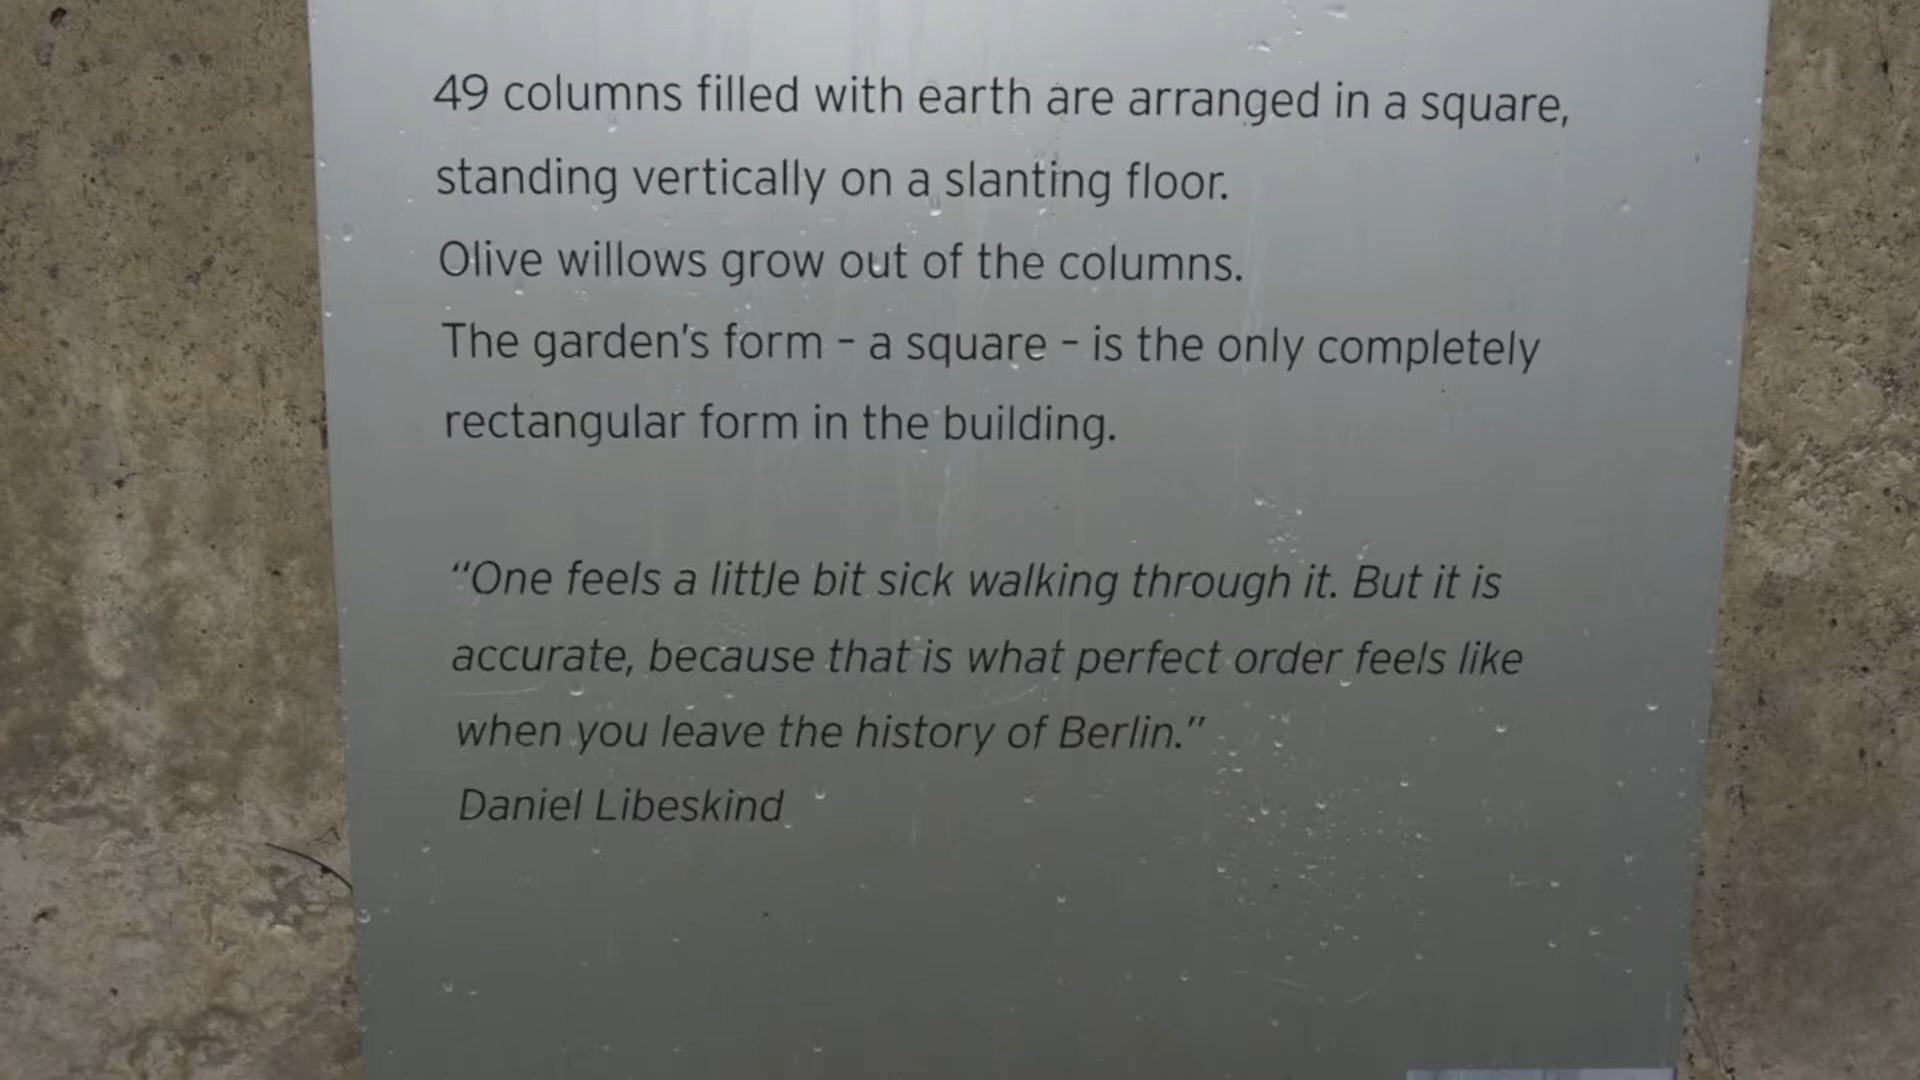 49 columns filled with earth are arranged in a square,
standing vertically on a slanting floor.
Olive willows grow out of the columns.
The garden's form – a square – is the only completely
rectangular form in the building.
“One feels a little bit sick walking through it. But it is
accurate, because that is what perfect order feels like
when you leave the history of Berlin.”
Daniel Libeskind